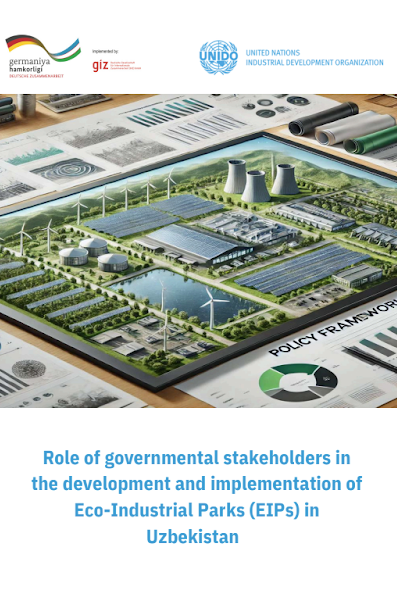 germaniya
hamkorligi
DEUTSCHE ZUSAMMENARBEIT
Implemented by
giz
UNIDO
UNITED NATIONS
INDUSTRIAL DEVELOPMENT ORGANIZATION
POLICY FRAMEWORK
Role of governmental stakeholders in
the development and implementation of
Eco-Industrial Parks (EIPs) in
Uzbekistan